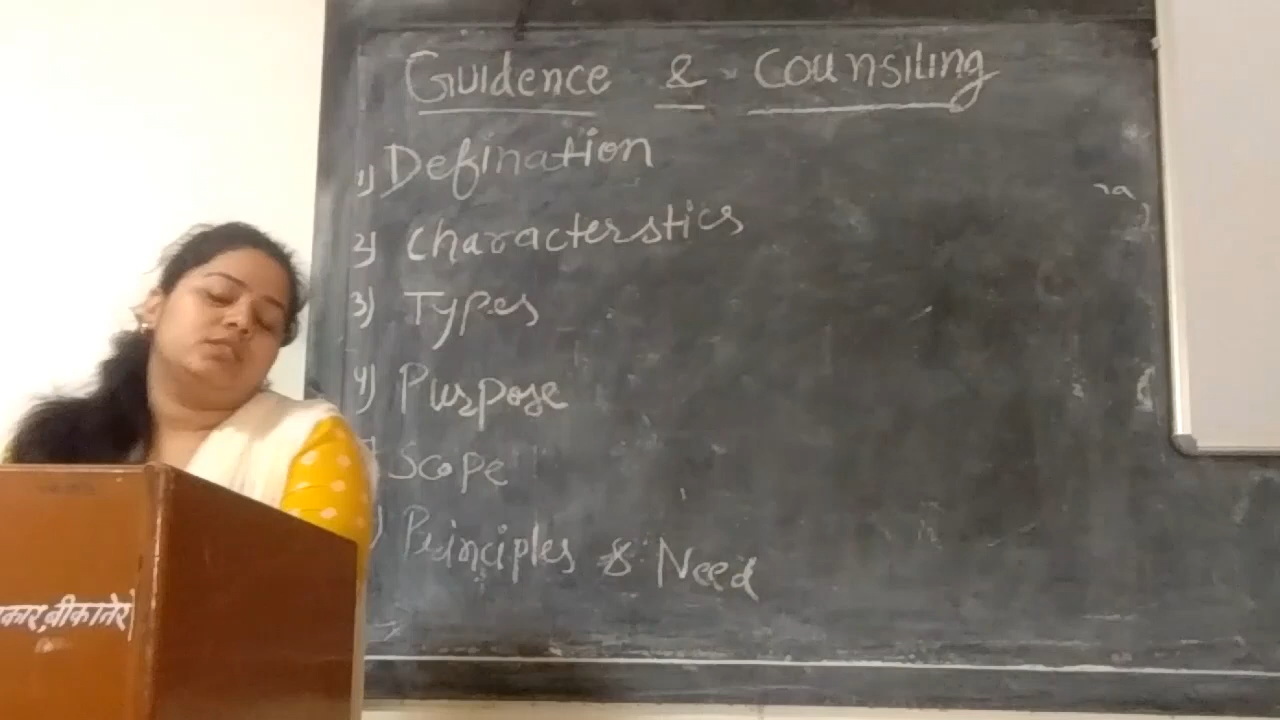 Guidence & Counsiling
1) Defination
2) Characterstics
3) Types
4) Purpose
Scope
) Principles & Need
कार,बीकानेर